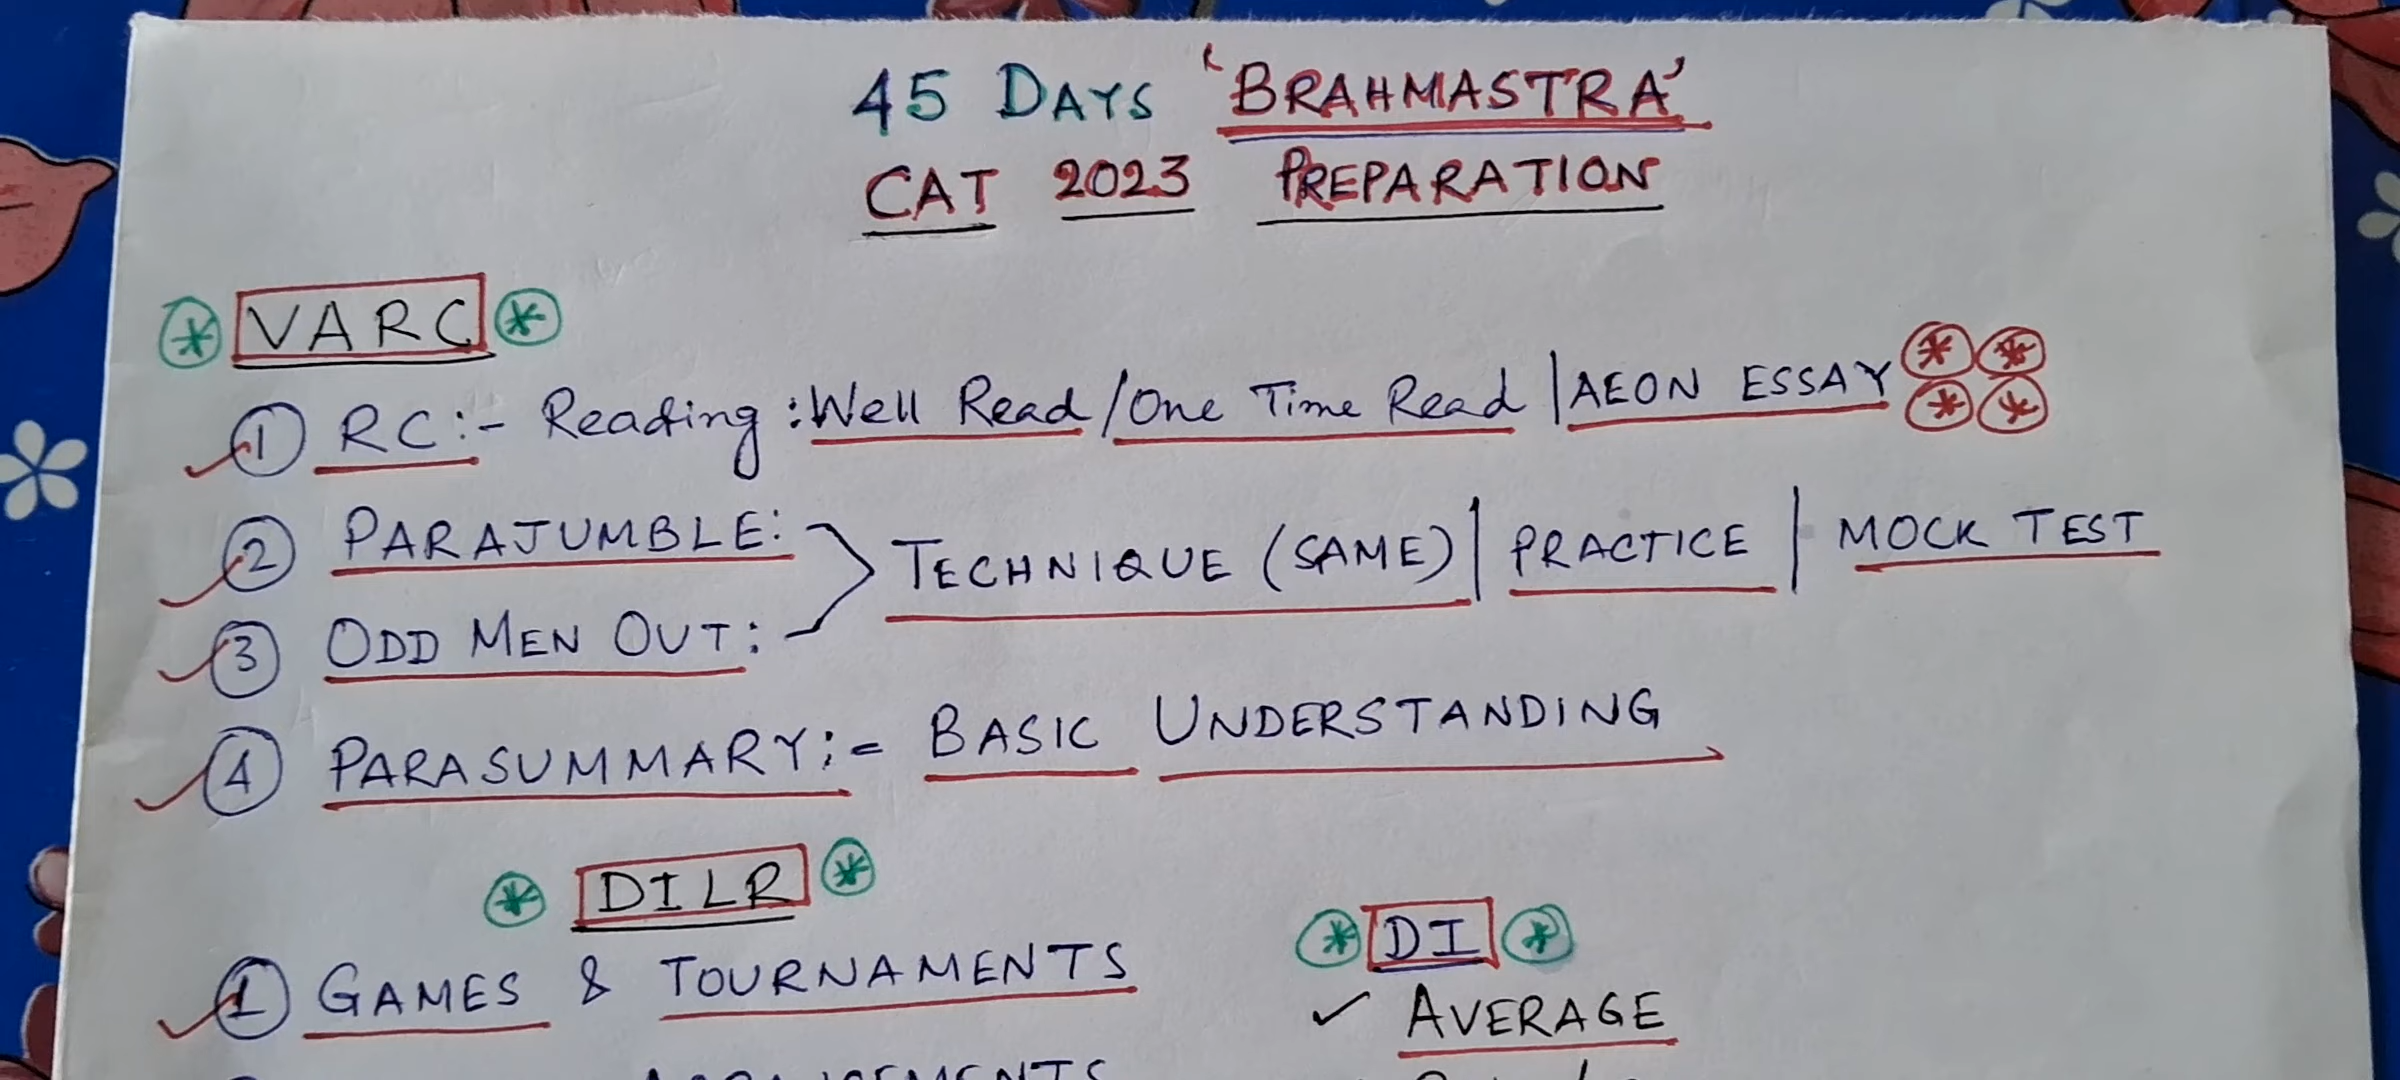 45 DAYS 'BRAHMASTRA'
CAT 2023 PREPARATION
* VARC *
① RC:- Reading: Well Read / One Time Read | AEON ESSAY * * * *
② PARAJUMBLE:
TECHNIQUE (SAME) | PRACTICE | MOCK TEST
③ ODD MEN OUT:
④ PARASUMMARY:- BASIC UNDERSTANDING
* DILR *
① GAMES & TOURNAMENTS
* DI *
✓ AVERAGE